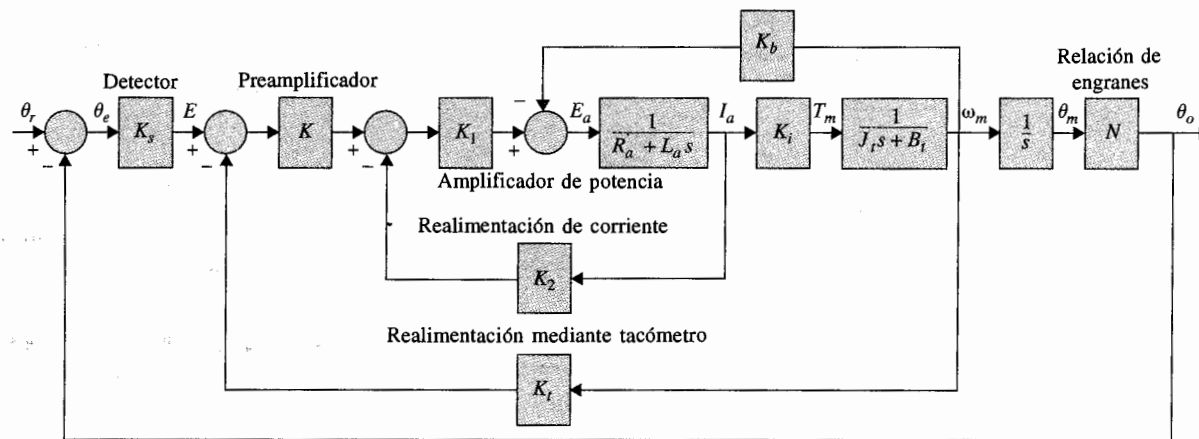 K_b
Relación de
engranes
Detector
Preamplificador
θ_r
+
−
θ_e
K_s
E
+
−
K
+
−
K_1
−
+
E_a
1
R_a + L_a s
I_a
K_i
T_m
1
J_t s + B_t
ω_m
1
s
θ_m
N
θ_o
Amplificador de potencia
Realimentación de corriente
K_2
Realimentación mediante tacómetro
K_t